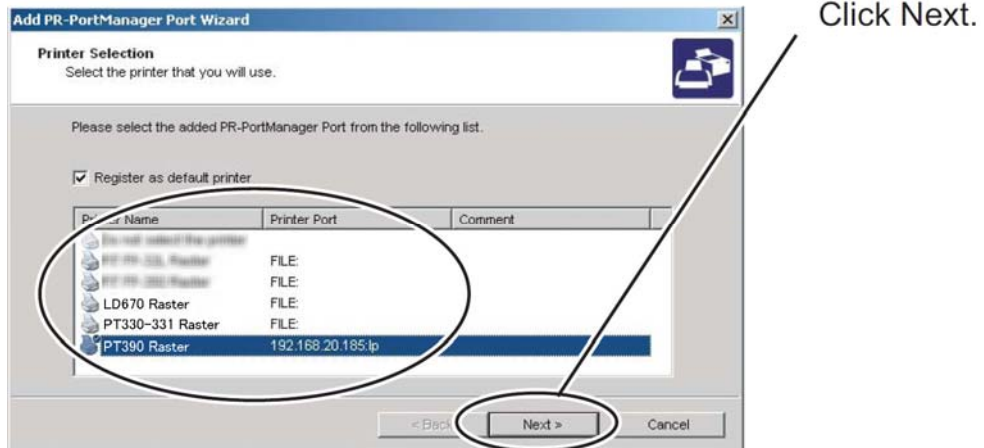 Click Next.
Add PR-PortManager Port Wizard
Printer Selection
Select the printer that you will use.
Please select the added PR-PortManager Port from the following list.
Register as default printer
Printer Name Printer Port Comment
FILE:
FILE:
LD670 Raster FILE:
PT330-331 Raster FILE:
PT390 Raster 192.168.20.185:lp
< Back Next > Cancel